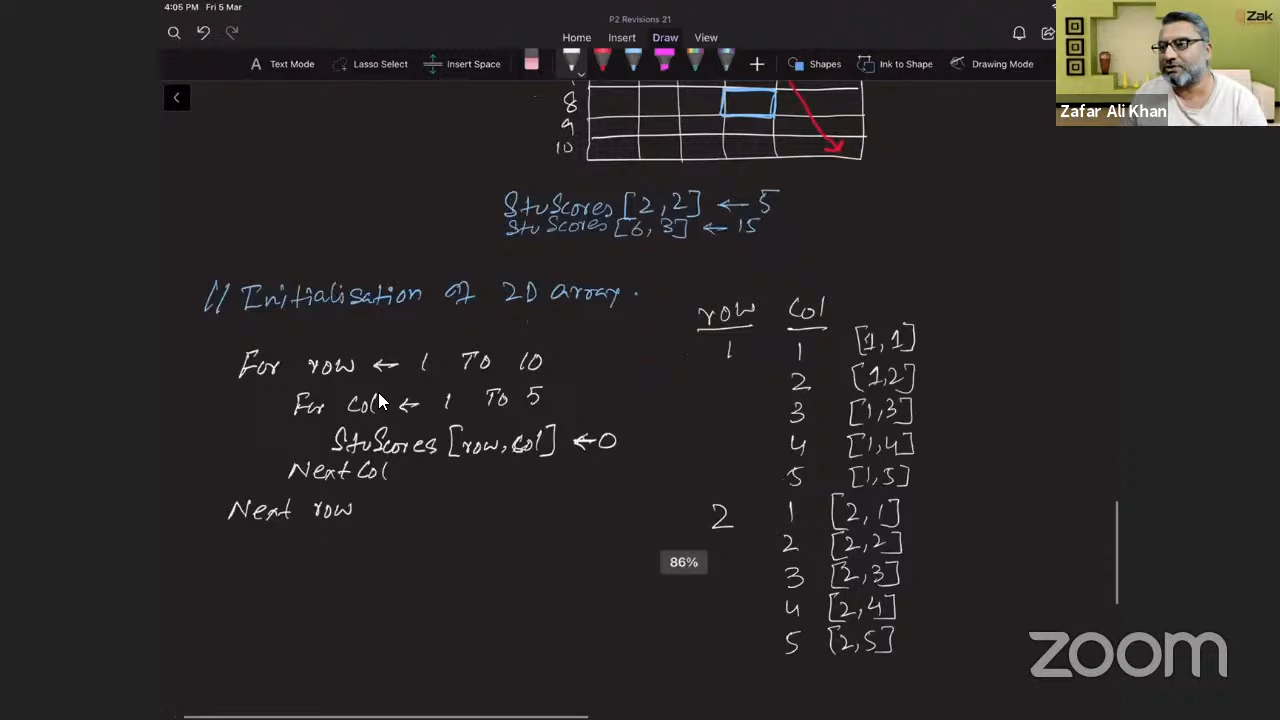 4:05 PM Fri 5 Mar
P2 Revisions 21
Home Insert Draw View
Text Mode Lasso Select Insert Space Shapes Ink to Shape Drawing Mode
Zak
Zafar Ali Khan
8
9
10
StuScores [2,2] ← 5
StuScores [6,3] ← 15
// Initialisation of 2D array.
For row ← 1 To 10
For Col ← 1 To 5
StuScores [row, col] ← 0
Next Col
Next row
row Col
1 1 [1,1]
2 [1,2]
3 [1,3]
4 [1,4]
5 [1,5]
2 1 [2,1]
2 [2,2]
3 [2,3]
4 [2,4]
5 [2,5]
86%
zoom